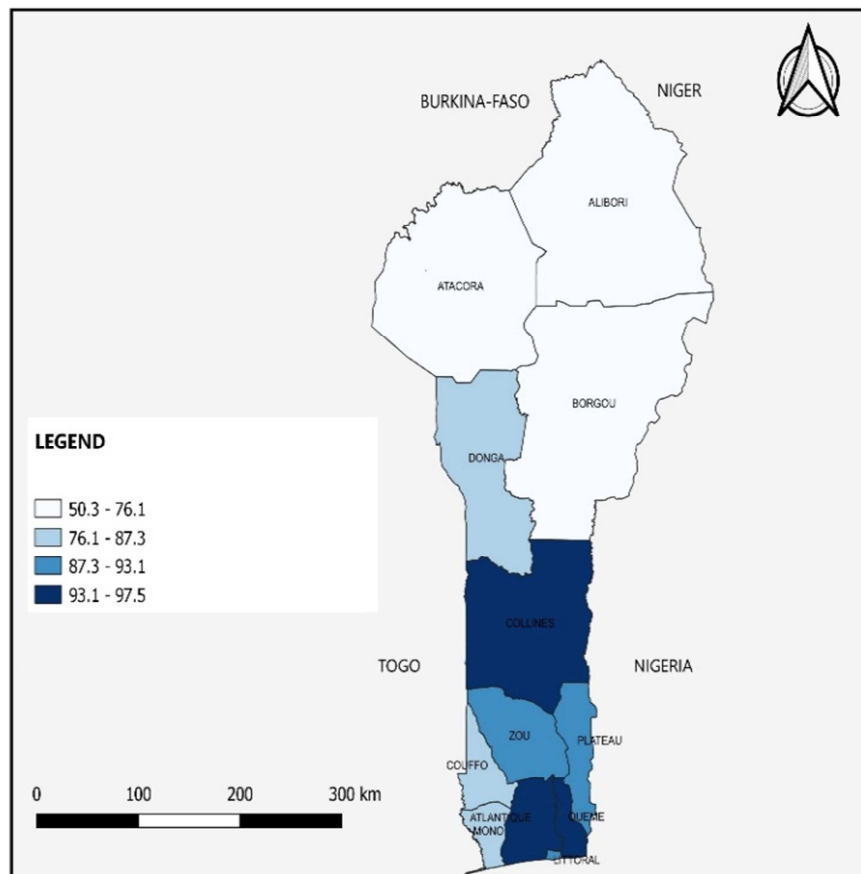 BURKINA-FASO
NIGER
ALIBORI
ATACORA
BORGOU
DONGA
LEGEND
50.3 - 76.1
76.1 - 87.3
87.3 - 93.1
93.1 - 97.5
COLLINES
TOGO
NIGERIA
ZOU
PLATEAU
COUFFO
0 100 200 300 km
ATLANTIQUE
MONO
OUEME
LITTORAL